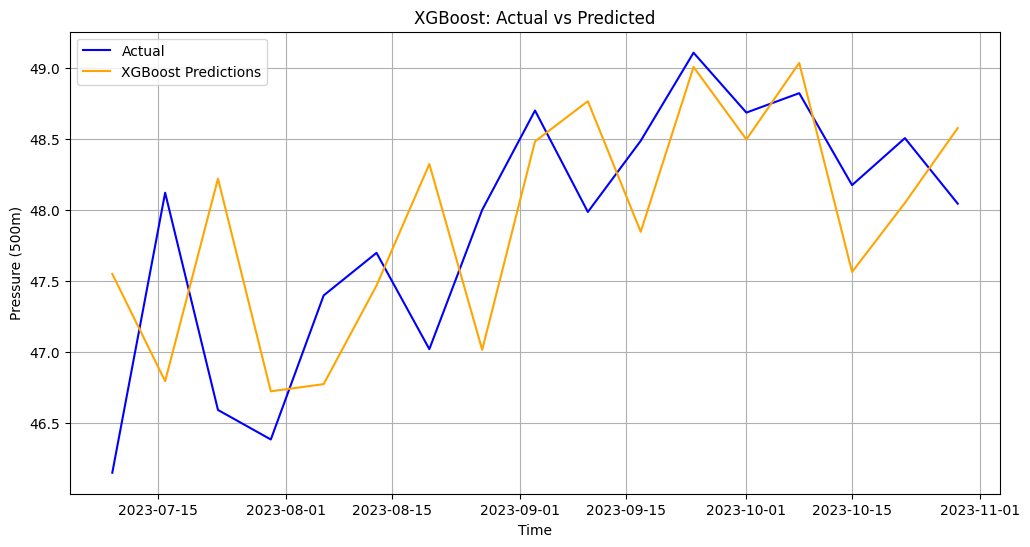 XGBoost: Actual vs Predicted
Actual
XGBoost Predictions
49.0
48.5
48.0
47.5
47.0
46.5
Pressure (500m)
2023-07-15 2023-08-01 2023-08-15 2023-09-01 2023-09-15 2023-10-01 2023-10-15 2023-11-01
Time